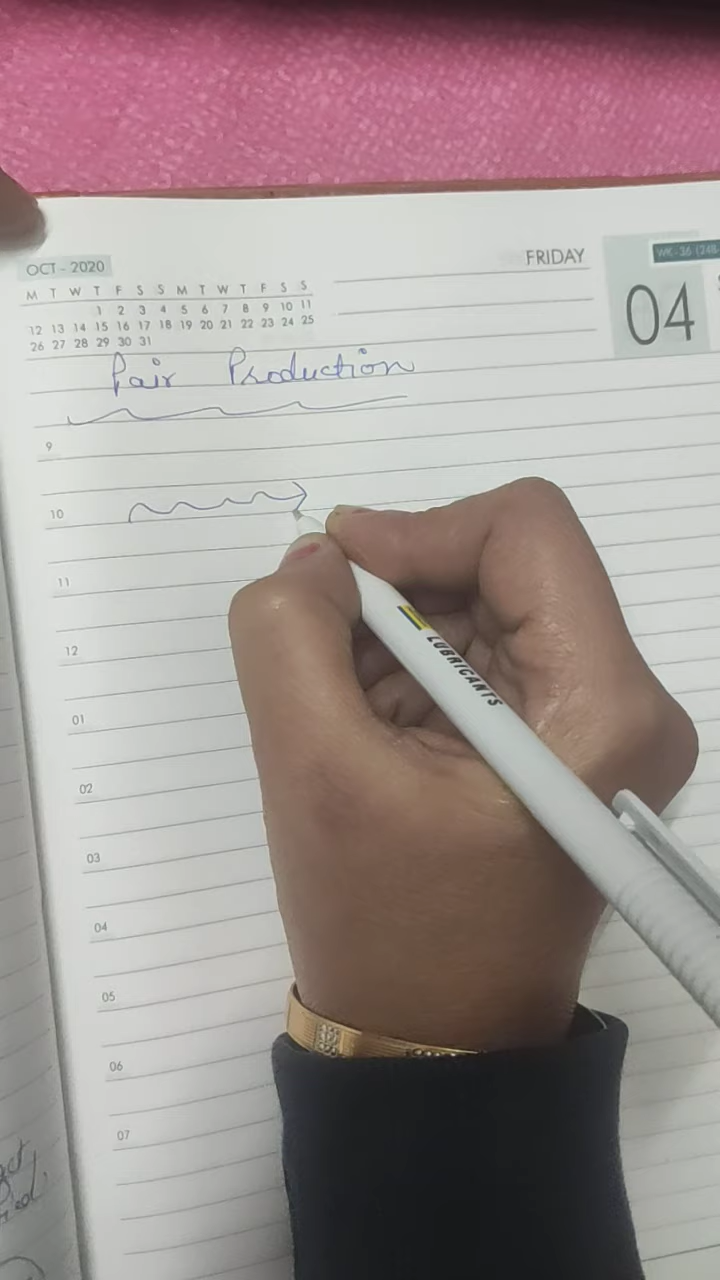 OCT - 2020
M T W T F S S M T W T F S S
1 2 3 4 5 6 7 8 9 10 11
12 13 14 15 16 17 18 19 20 21 22 23 24 25
26 27 28 29 30 31
FRIDAY
WK-36
04
Pair Production
9
10
11
12
01
02
03
04
05
06
07
LUBRICANTS